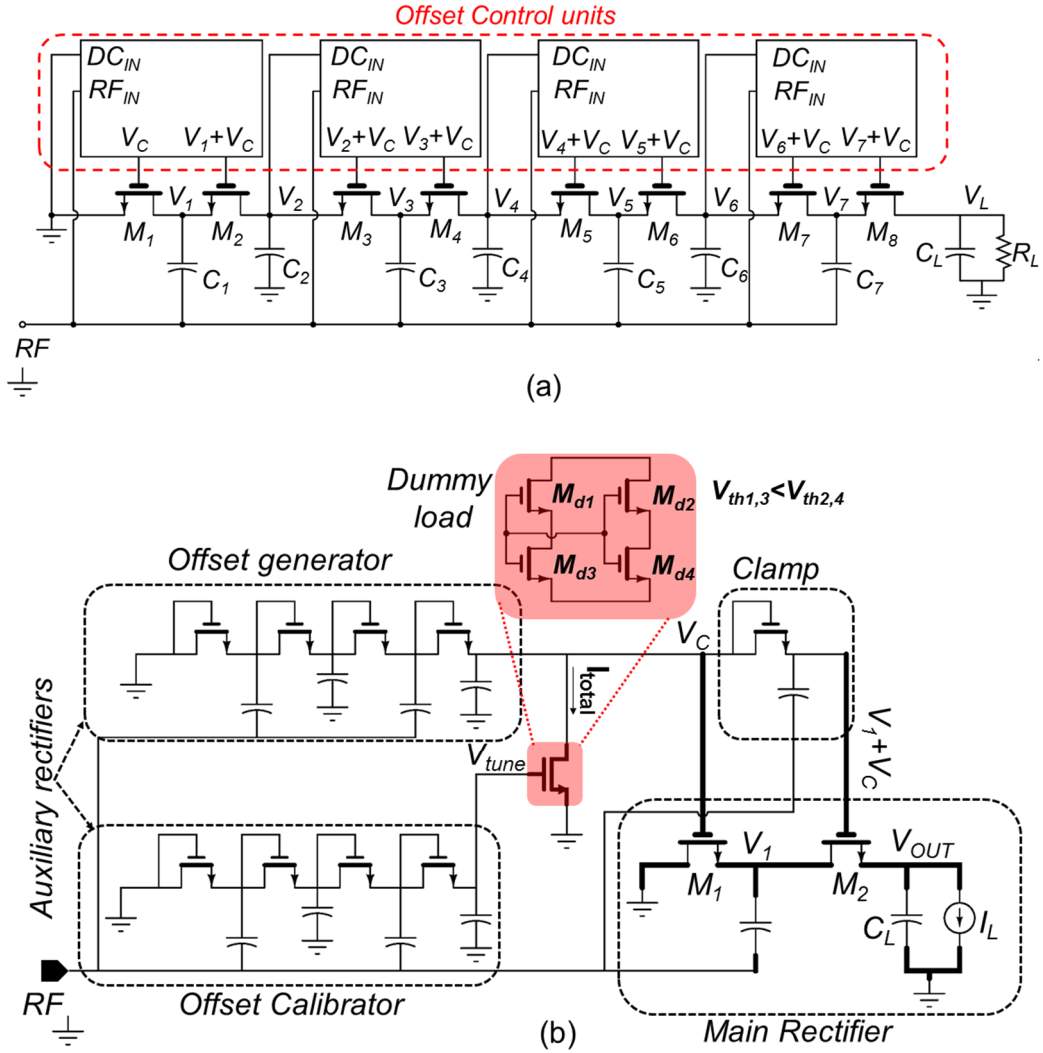 Offset Control units
DC_IN DC_IN DC_IN DC_IN
RF_IN RF_IN RF_IN RF_IN
V_C V_1+V_C V_2+V_C V_3+V_C V_4+V_C V_5+V_C V_6+V_C V_7+V_C
V_1 V_2 V_3 V_4 V_5 V_6 V_7 V_L
M_1 M_2 M_3 M_4 M_5 M_6 M_7 M_8
C_1 C_2 C_3 C_4 C_5 C_6 C_7 C_L R_L
RF
(a)
Dummy load
M_d1 M_d2
M_d3 M_d4
V_th1,3<V_th2,4
Offset generator
Clamp
V_C
I_total
V_tune
V_1+V_C
Auxiliary rectifiers
V_1 V_OUT
M_1 M_2
C_L I_L
RF
Offset Calibrator
Main Rectifier
(b)